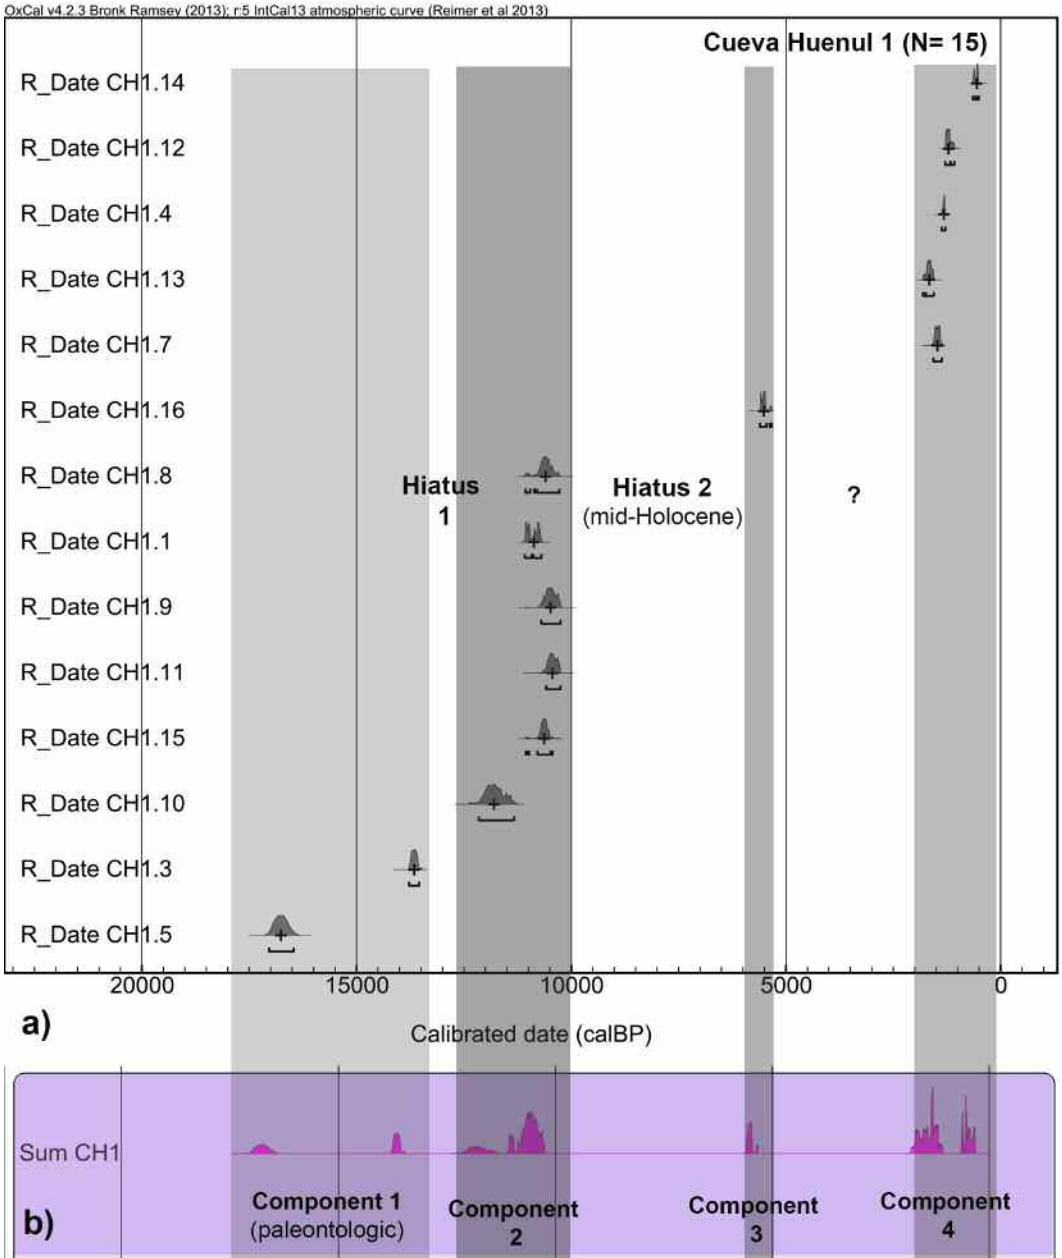 OxCal v4.2.3 Bronk Ramsey (2013); r:5 IntCal13 atmospheric curve (Reimer et al 2013)
Cueva Huenul 1 (N= 15)
R_Date CH1.14
R_Date CH1.12
R_Date CH1.4
R_Date CH1.13
R_Date CH1.7
R_Date CH1.16
R_Date CH1.8
Hiatus
1
Hiatus 2
(mid-Holocene)
?
R_Date CH1.1
R_Date CH1.9
R_Date CH1.11
R_Date CH1.15
R_Date CH1.10
R_Date CH1.3
R_Date CH1.5
20000 15000 10000 5000 0
a)
Calibrated date (calBP)
Sum CH1
b)
Component 1
(paleontologic)
Component
2
Component
3
Component
4